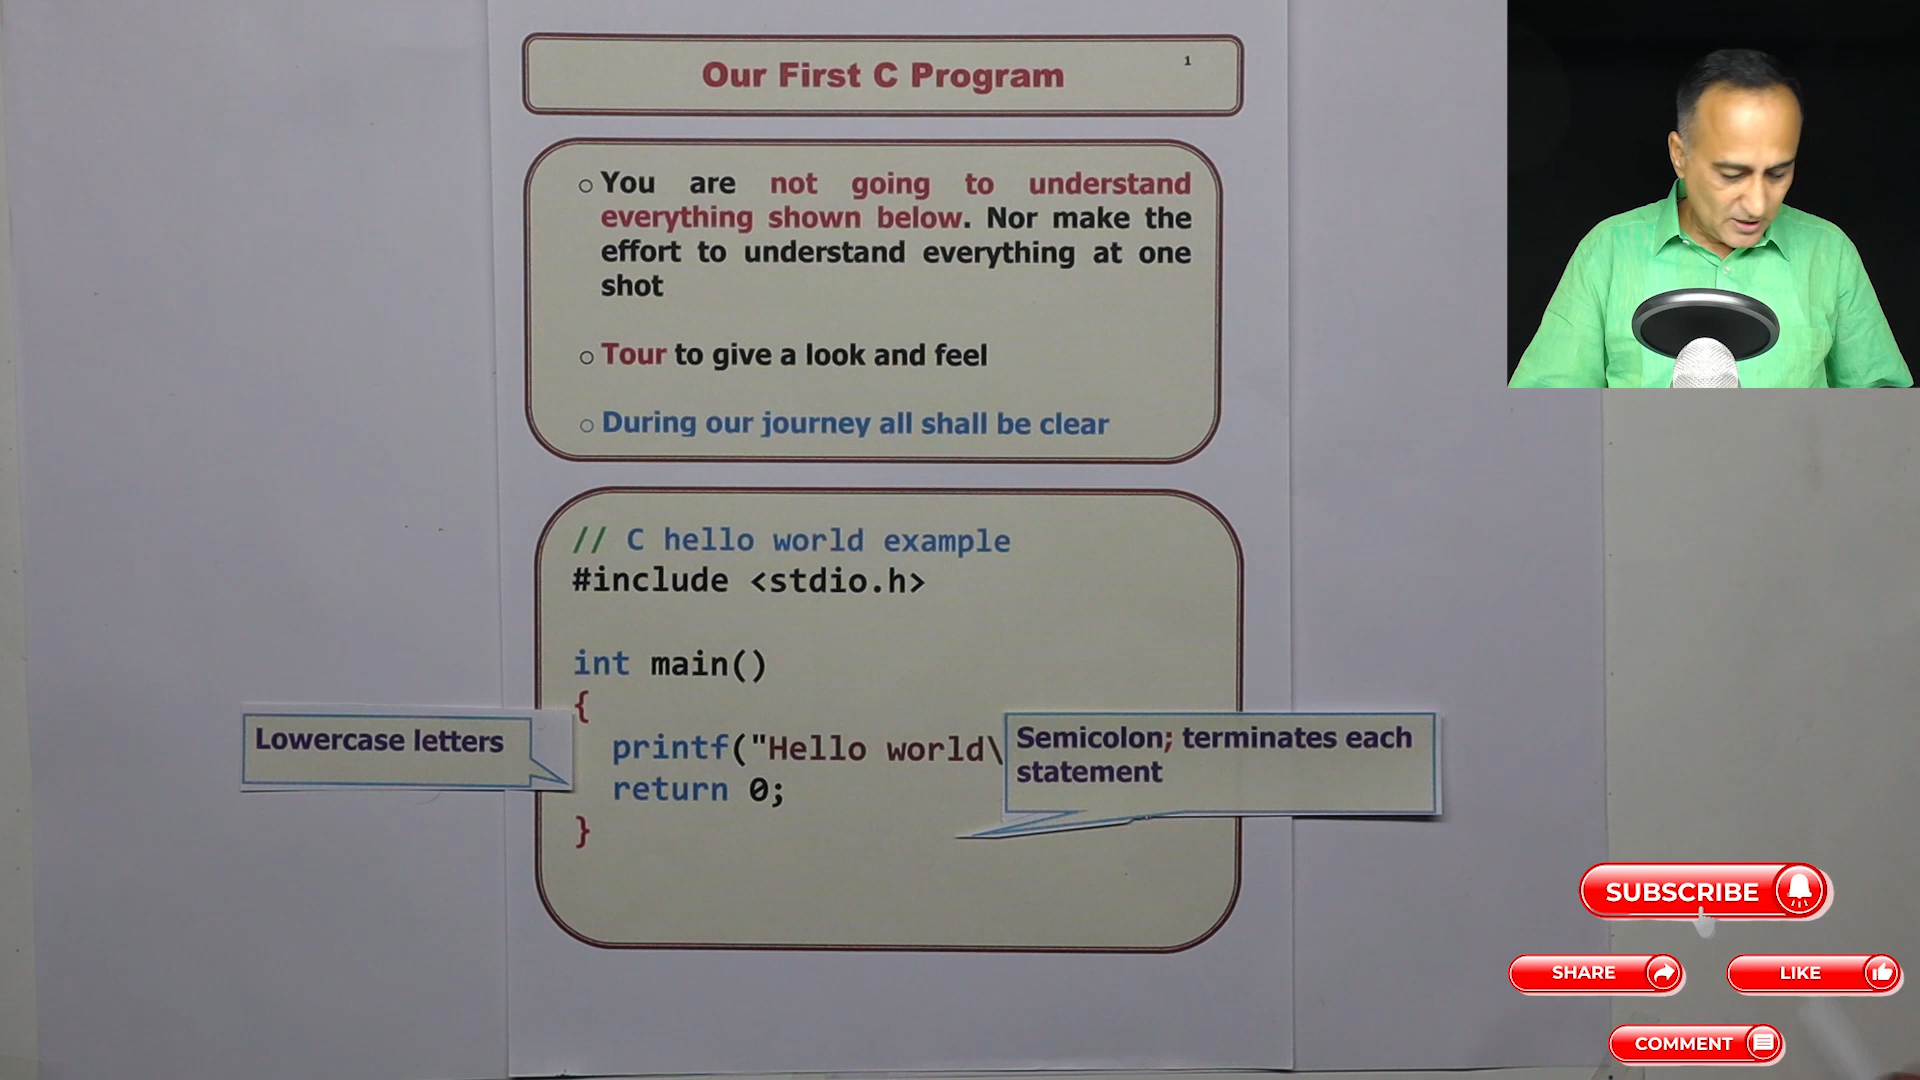 Our First C Program
1
○ You are not going to understand
everything shown below. Nor make the
effort to understand everything at one
shot
○ Tour to give a look and feel
○ During our journey all shall be clear
// C hello world example
#include <stdio.h>
int main()
{
printf("Hello world\
return 0;
}
Lowercase letters
Semicolon; terminates each
statement
SUBSCRIBE
SHARE
LIKE
COMMENT